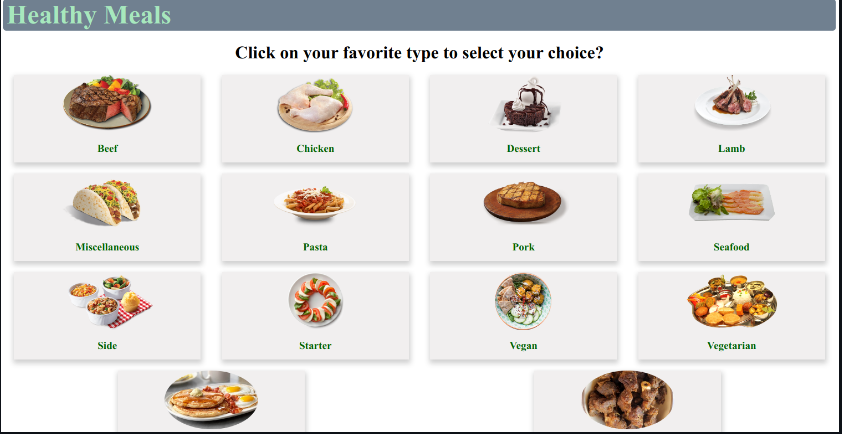 Healthy Meals
Click on your favorite type to select your choice?
Beef
Chicken
Dessert
Lamb
Miscellaneous
Pasta
Pork
Seafood
Side
Starter
Vegan
Vegetarian